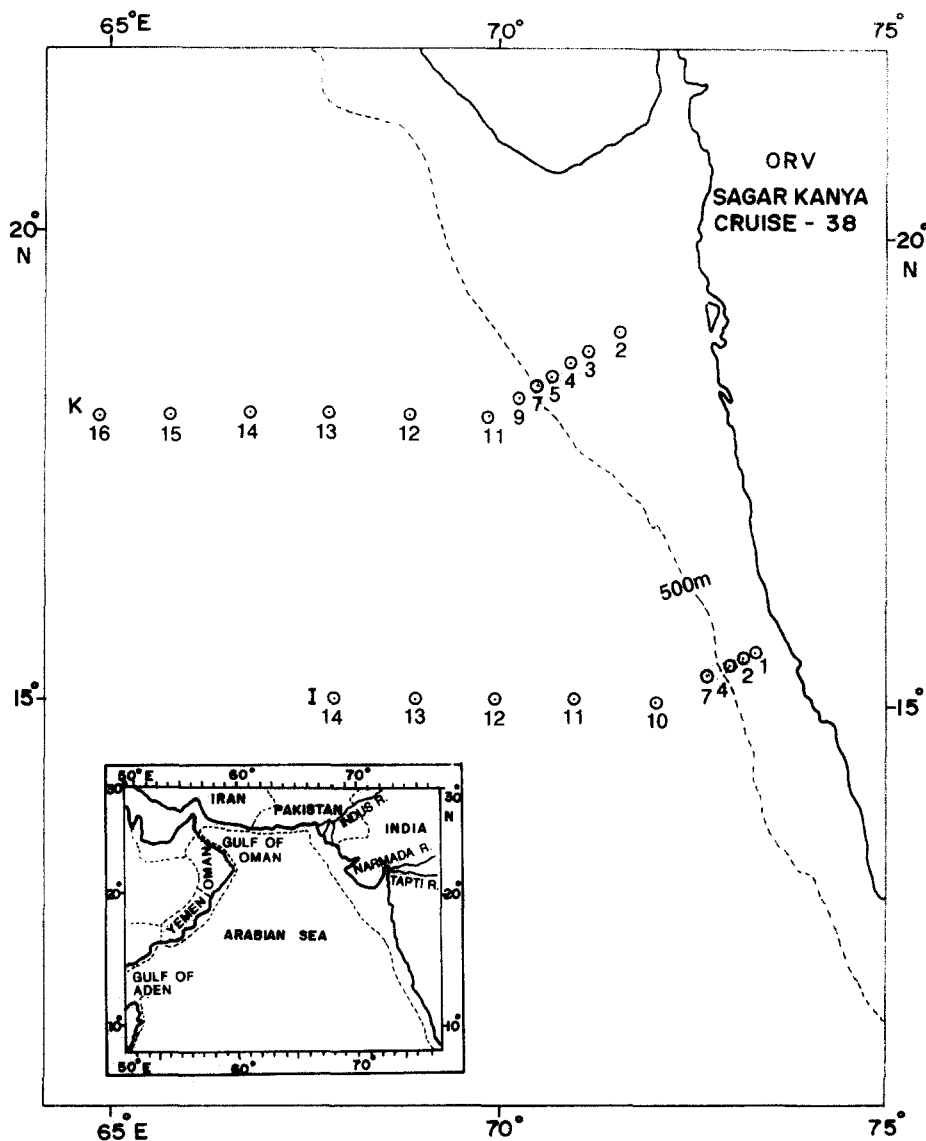 65°E
70°
75°
ORV
SAGAR KANYA
CRUISE - 38
20°
N
20°
N
2
3
4
5
7
9
K
16
15
14
13
12
11
500m
1
2
4
7
I
14
13
12
11
10
15°
15°
50°E
60°
70°
30°
30°
N
IRAN
PAKISTAN
INDUS R.
INDIA
GULF OF
OMAN
NARMADA R.
TAPTI R.
OMAN
YEMEN
20°
20°
ARABIAN SEA
GULF OF
ADEN
10°
10°
50°E
60°
70°
65°E
70°
75°